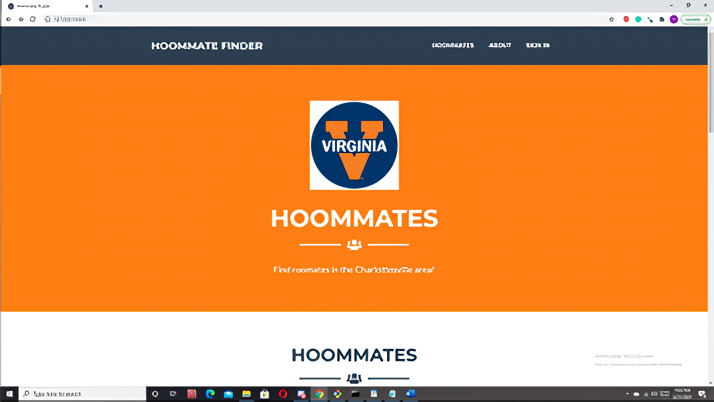 HOOMMATE FINDER
HOOMMATES ABOUT SIGN IN
VIRGINIA
HOOMMATES
Find roommates in the Charlottesville area!
HOOMMATES
Type here to search